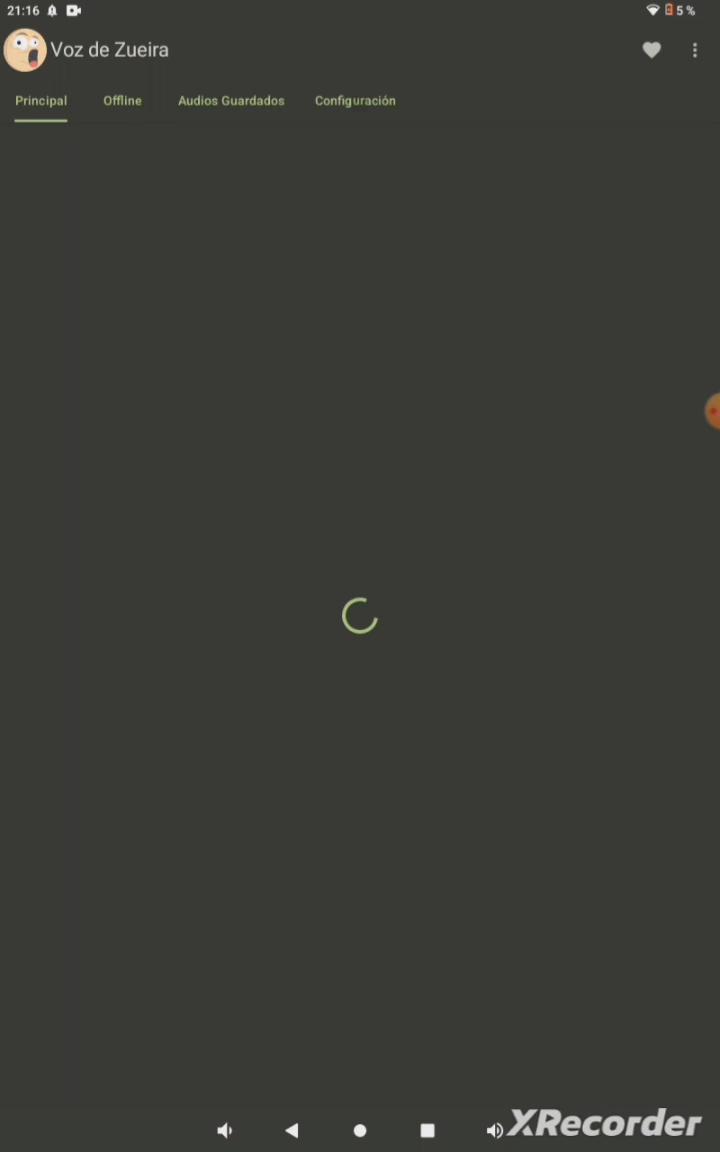 21:16 5 %
Voz de Zueira
Principal Offline Audios Guardados Configuración
XRecorder